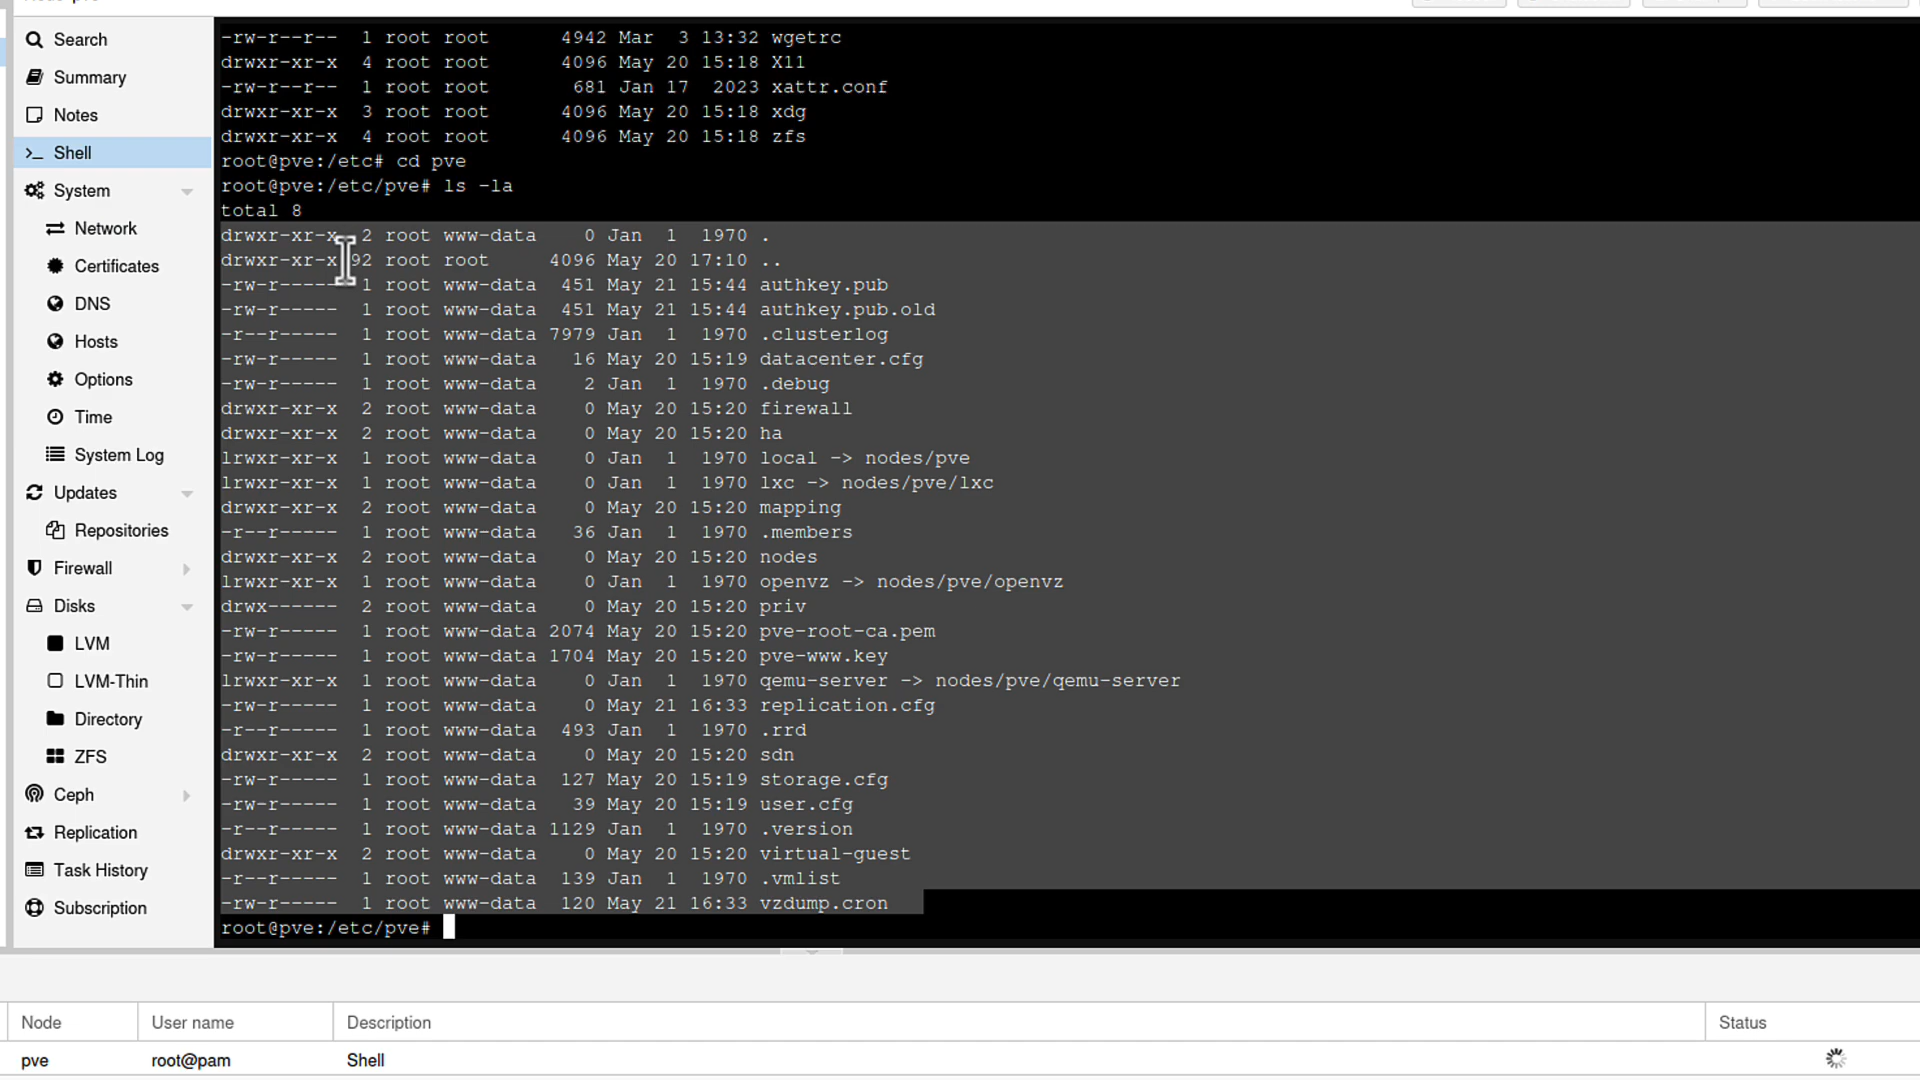 Search
Summary
Notes
Shell
System
Network
Certificates
DNS
Hosts
Options
Time
System Log
Updates
Repositories
Firewall
Disks
LVM
LVM-Thin
Directory
ZFS
Ceph
Replication
Task History
Subscription
-rw-r--r--  1 root root      4942 Mar  3 13:32 wgetrc
drwxr-xr-x  4 root root      4096 May 20 15:18 X11
-rw-r--r--  1 root root       681 Jan 17  2023 xattr.conf
drwxr-xr-x  3 root root      4096 May 20 15:18 xdg
drwxr-xr-x  4 root root      4096 May 20 15:18 zfs
root@pve:/etc# cd pve
root@pve:/etc/pve# ls -la
total 8
drwxr-xr-x  2 root www-data    0 Jan  1  1970 .
drwxr-xr-x 92 root root     4096 May 20 17:10 ..
-rw-r-----  1 root www-data  451 May 21 15:44 authkey.pub
-rw-r-----  1 root www-data  451 May 21 15:44 authkey.pub.old
-r--r-----  1 root www-data 7979 Jan  1  1970 .clusterlog
-rw-r-----  1 root www-data   16 May 20 15:19 datacenter.cfg
-rw-r-----  1 root www-data    2 Jan  1  1970 .debug
drwxr-xr-x  2 root www-data    0 May 20 15:20 firewall
drwxr-xr-x  2 root www-data    0 May 20 15:20 ha
lrwxr-xr-x  1 root www-data    0 Jan  1  1970 local -> nodes/pve
lrwxr-xr-x  1 root www-data    0 Jan  1  1970 lxc -> nodes/pve/lxc
drwxr-xr-x  2 root www-data    0 May 20 15:20 mapping
-r--r-----  1 root www-data   36 Jan  1  1970 .members
drwxr-xr-x  2 root www-data    0 May 20 15:20 nodes
lrwxr-xr-x  1 root www-data    0 Jan  1  1970 openvz -> nodes/pve/openvz
drwx------  2 root www-data    0 May 20 15:20 priv
-rw-r-----  1 root www-data 2074 May 20 15:20 pve-root-ca.pem
-rw-r-----  1 root www-data 1704 May 20 15:20 pve-www.key
lrwxr-xr-x  1 root www-data    0 Jan  1  1970 qemu-server -> nodes/pve/qemu-server
-rw-r-----  1 root www-data    0 May 21 16:33 replication.cfg
-r--r-----  1 root www-data  493 Jan  1  1970 .rrd
drwxr-xr-x  2 root www-data    0 May 20 15:20 sdn
-rw-r-----  1 root www-data  127 May 20 15:19 storage.cfg
-rw-r-----  1 root www-data   39 May 20 15:19 user.cfg
-r--r-----  1 root www-data 1129 Jan  1  1970 .version
drwxr-xr-x  2 root www-data    0 May 20 15:20 virtual-guest
-r--r-----  1 root www-data  139 Jan  1  1970 .vmlist
-rw-r-----  1 root www-data  120 May 21 16:33 vzdump.cron
root@pve:/etc/pve#
Node User name Description Status
pve root@pam Shell